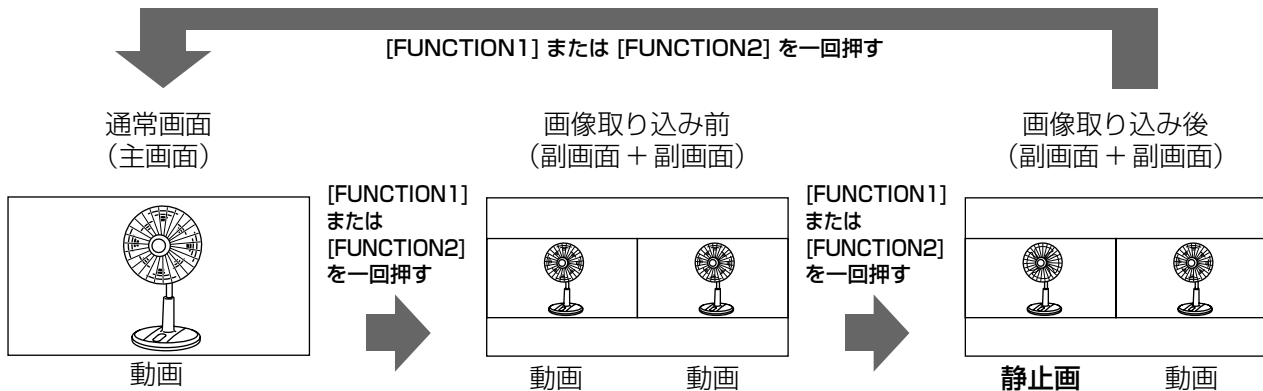 [FUNCTION1] または [FUNCTION2] を一回押す
通常画面
（主画面）
画像取り込み前
（副画面 + 副画面）
画像取り込み後
（副画面 + 副画面）
[FUNCTION1]
または
[FUNCTION2]
を一回押す
[FUNCTION1]
または
[FUNCTION2]
を一回押す
動画
動画 動画
静止画 動画